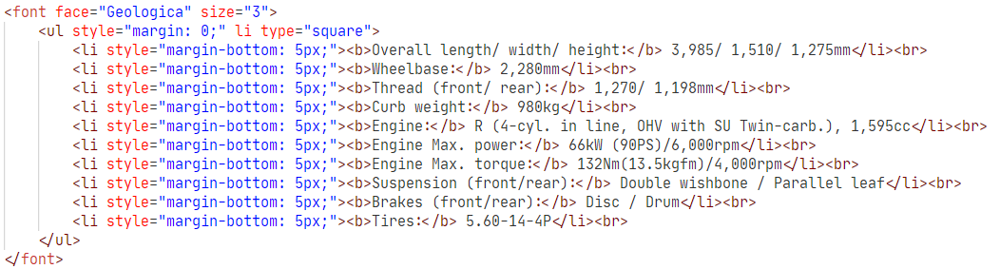 <font face="Geologica" size="3">
<ul style="margin: 0;" li type="square">
<li style="margin-bottom: 5px;"><b>Overall length/ width/ height:</b> 3,985/ 1,510/ 1,275mm</li><br>
<li style="margin-bottom: 5px;"><b>Wheelbase:</b> 2,280mm</li><br>
<li style="margin-bottom: 5px;"><b>Thread (front/ rear):</b> 1,270/ 1,198mm</li><br>
<li style="margin-bottom: 5px;"><b>Curb weight:</b> 980kg</li><br>
<li style="margin-bottom: 5px;"><b>Engine:</b> R (4-cyl. in line, OHV with SU Twin-carb.), 1,595cc</li><br>
<li style="margin-bottom: 5px;"><b>Engine Max. power:</b> 66kW (90PS)/6,000rpm</li><br>
<li style="margin-bottom: 5px;"><b>Engine Max. torque:</b> 132Nm(13.5kgfm)/4,000rpm</li><br>
<li style="margin-bottom: 5px;"><b>Suspension (front/rear):</b> Double wishbone / Parallel leaf</li><br>
<li style="margin-bottom: 5px;"><b>Brakes (front/rear):</b> Disc / Drum</li><br>
<li style="margin-bottom: 5px;"><b>Tires:</b> 5.60-14-4P</li><br>
</ul>
</font>